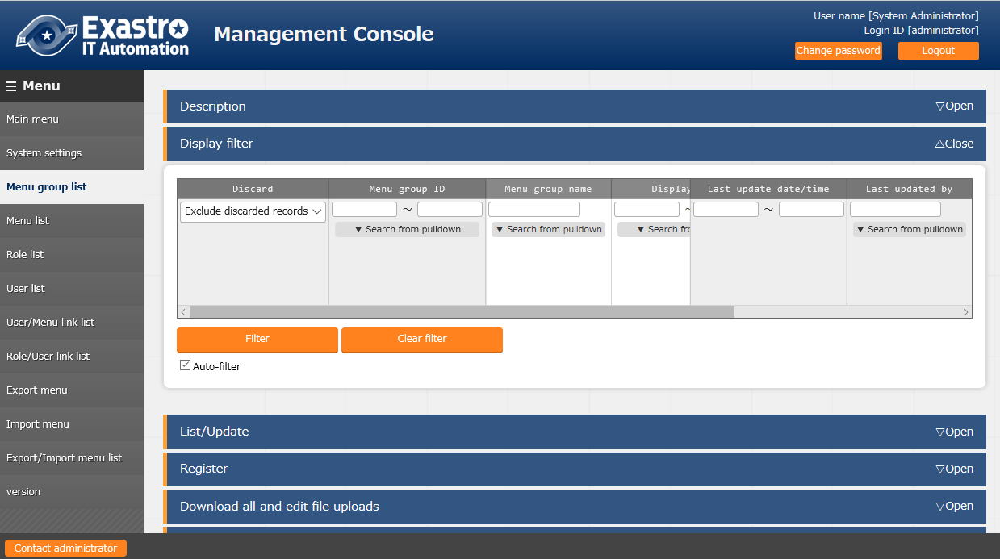 Exastro
IT Automation
Management Console
User name [System Administrator]
Login ID [administrator]
Change password
Logout
☰ Menu
Main menu
System settings
Menu group list
Menu list
Role list
User list
User/Menu link list
Role/User link list
Export menu
Import menu
Export/Import menu list
version
Description ▽Open
Display filter △Close
Discard Menu group ID Menu group name Display Last update date/time Last updated by
Exclude discarded records ～ ~ ～
▼ Search from pulldown ▼ Search from pulldown ▼ Search fr ▼ Search from pulldown
Filter Clear filter
Auto-filter
List/Update ▽Open
Register ▽Open
Download all and edit file uploads ▽Open
Contact administrator